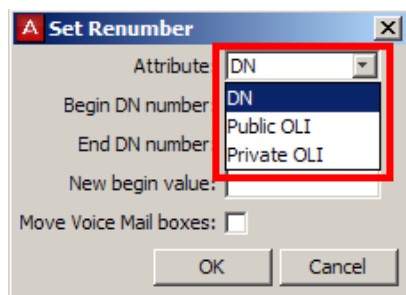 A Set Renumber
Attribute: DN
DN
Begin DN number
Public OLI
End DN number
Private OLI
New begin value:
Move Voice Mail boxes:
OK Cancel